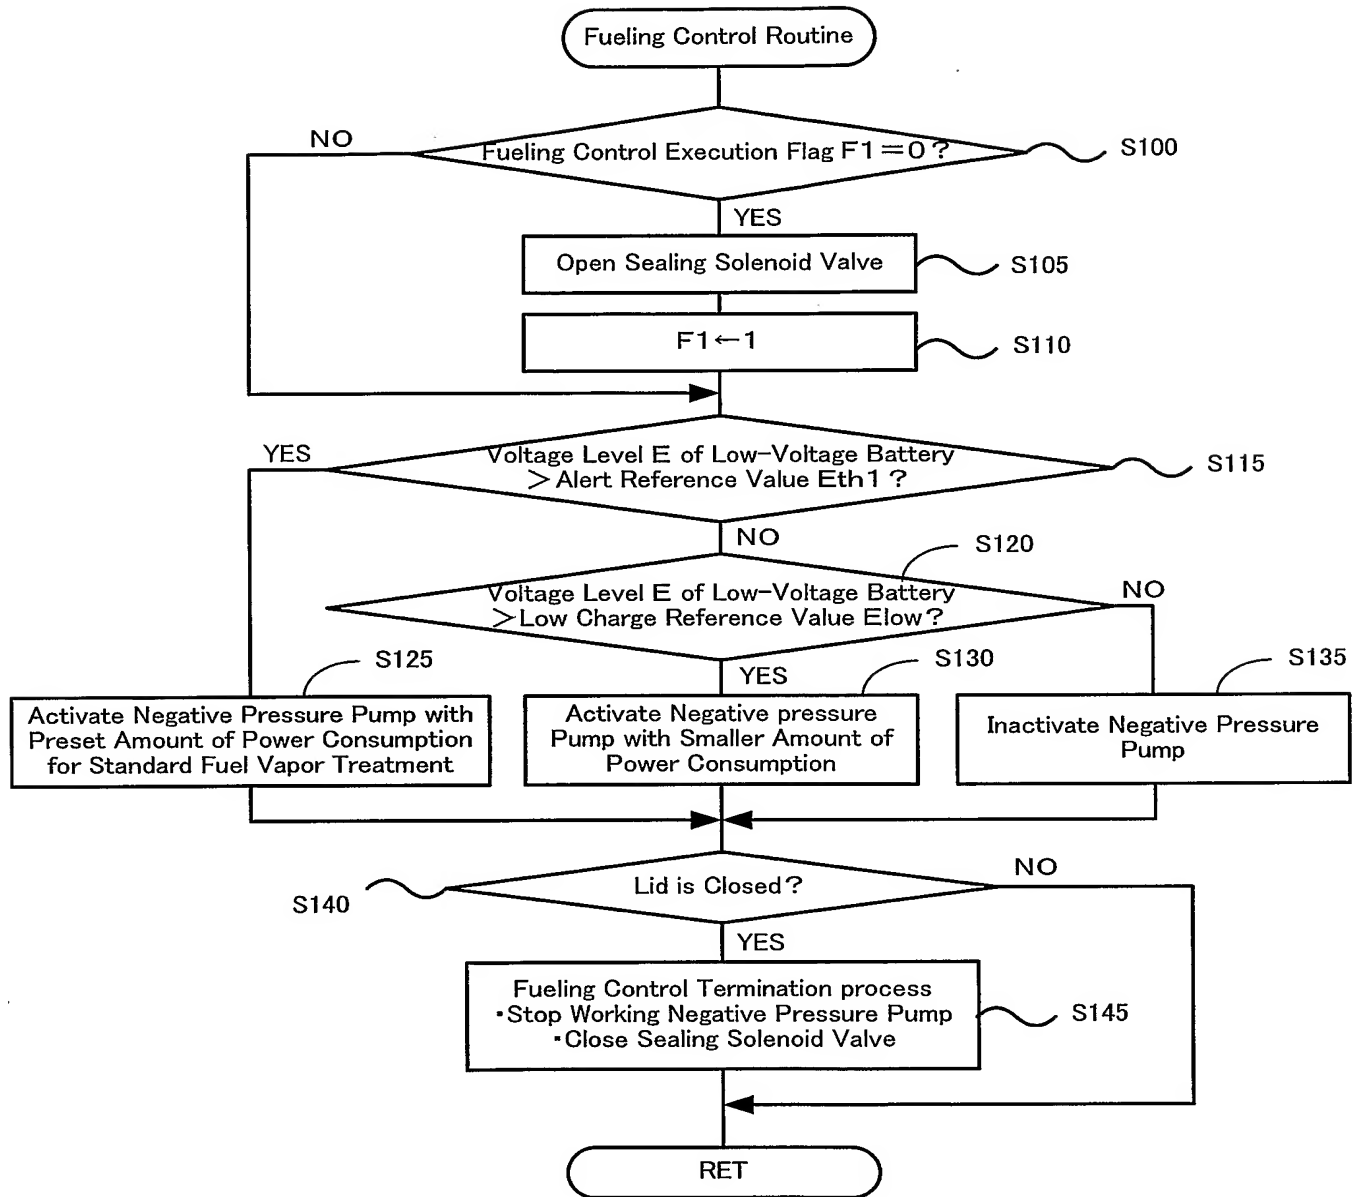 Fueling Control Routine
NO
Fueling Control Execution Flag F1=0?
S100
YES
Open Sealing Solenoid Valve
S105
F1←1
S110
YES
Voltage Level E of Low-Voltage Battery
>Alert Reference Value Eth1?
S115
NO
S120
Voltage Level E of Low-Voltage Battery
>Low Charge Reference Value Elow?
NO
S125
YES
S130
S135
Activate Negative Pressure Pump with
Preset Amount of Power Consumption
for Standard Fuel Vapor Treatment
Activate Negative pressure
Pump with Smaller Amount of
Power Consumption
Inactivate Negative Pressure
Pump
Lid is Closed?
NO
S140
YES
Fueling Control Termination process
・Stop Working Negative Pressure Pump
・Close Sealing Solenoid Valve
S145
RET